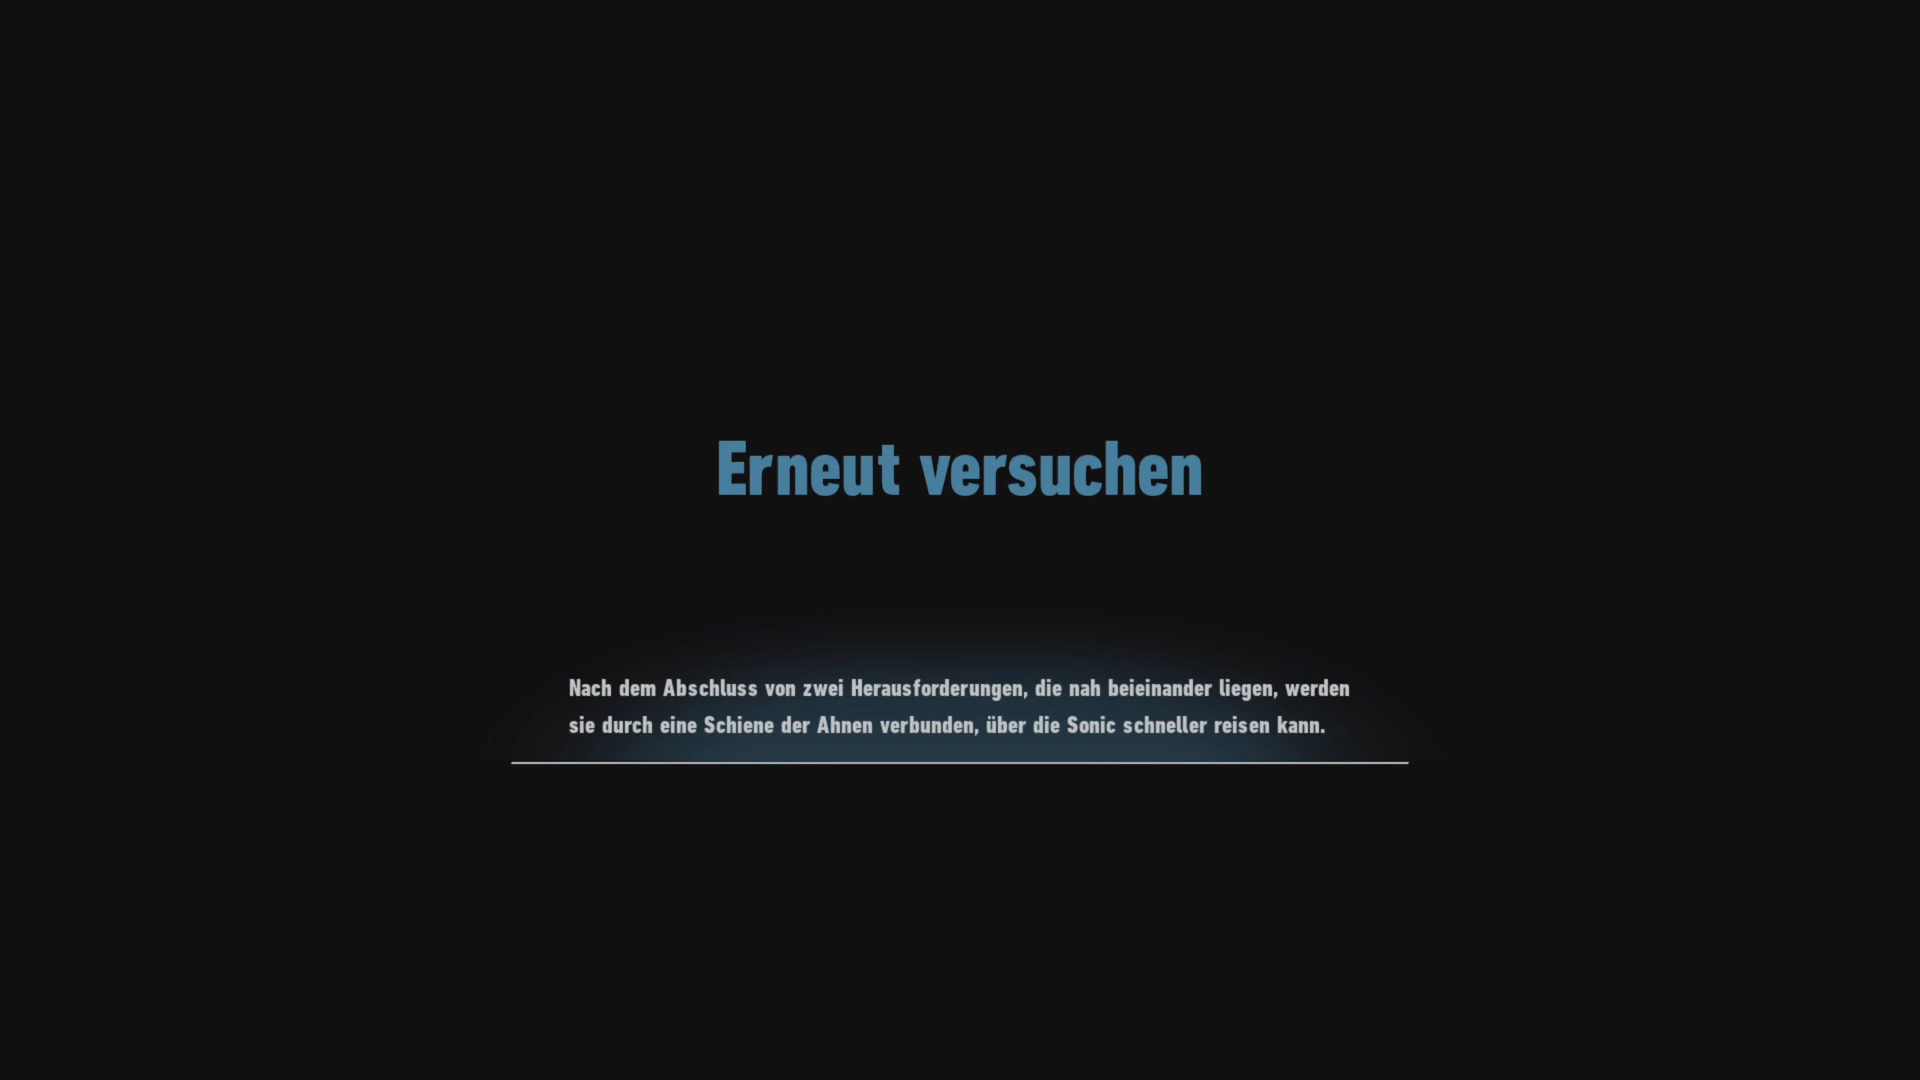 Erneut versuchen
Nach dem Abschluss von zwei Herausforderungen, die nah beieinander liegen, werden
sie durch eine Schiene der Ahnen verbunden, über die Sonic schneller reisen kann.